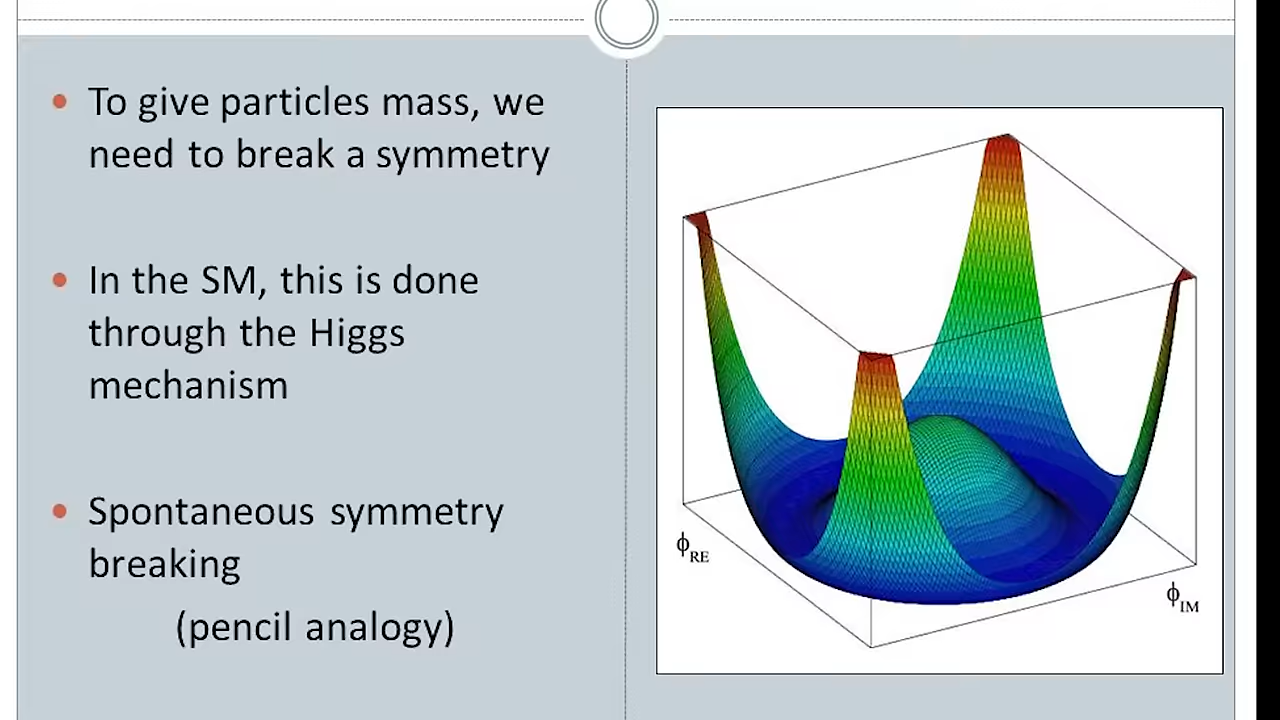 • To give particles mass, we
need to break a symmetry
• In the SM, this is done
through the Higgs
mechanism
• Spontaneous symmetry
breaking
(pencil analogy)
ϕRE
ϕIM